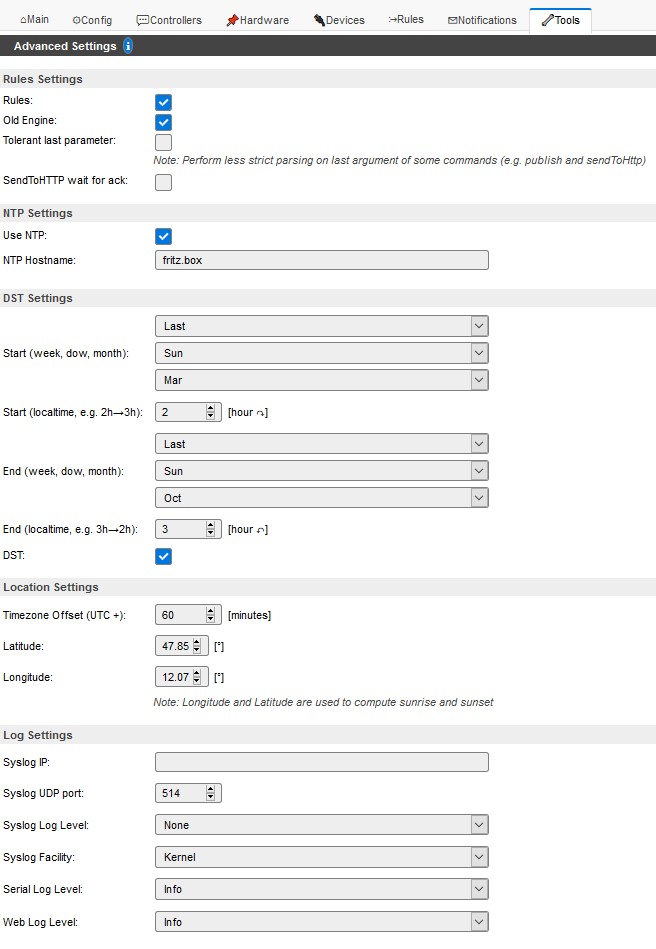 Main Config Controllers Hardware Devices Rules Notifications Tools
Advanced Settings i
Rules Settings
Rules:
Old Engine:
Tolerant last parameter:
Note: Perform less strict parsing on last argument of some commands (e.g. publish and sendToHttp)
SendToHTTP wait for ack:
NTP Settings
Use NTP:
NTP Hostname: fritz.box
DST Settings
Last
Start (week, dow, month): Sun
Mar
Start (localtime, e.g. 2h→3h): 2 [hour ↷]
Last
End (week, dow, month): Sun
Oct
End (localtime, e.g. 3h→2h): 3 [hour ↶]
DST:
Location Settings
Timezone Offset (UTC +): 60 [minutes]
Latitude: 47.85 [°]
Longitude: 12.07 [°]
Note: Longitude and Latitude are used to compute sunrise and sunset
Log Settings
Syslog IP:
Syslog UDP port: 514
Syslog Log Level: None
Syslog Facility: Kernel
Serial Log Level: Info
Web Log Level: Info